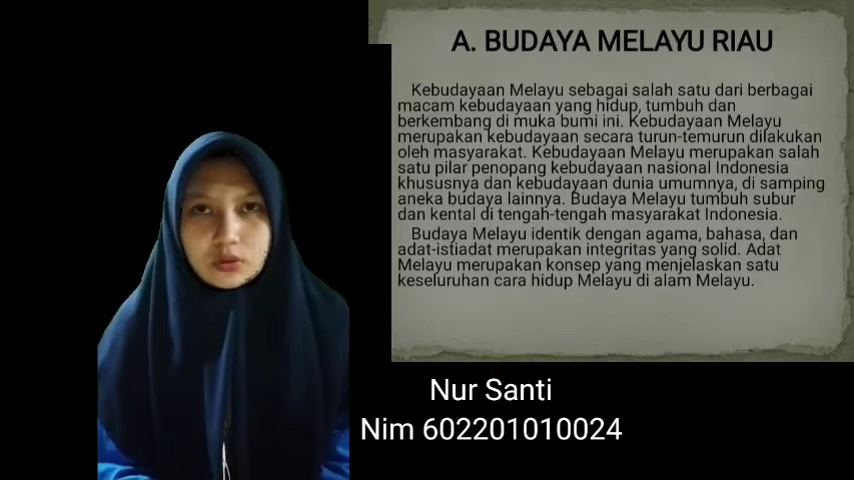 A. BUDAYA MELAYU RIAU
Kebudayaan Melayu sebagai salah satu dari berbagai
macam kebudayaan yang hidup, tumbuh dan
berkembang di muka bumi ini. Kebudayaan Melayu
merupakan kebudayaan secara turun-temurun dilakukan
oleh masyarakat. Kebudayaan Melayu merupakan salah
satu pilar penopang kebudayaan nasional Indonesia
khususnya dan kebudayaan dunia umumnya, di samping
aneka budaya lainnya. Budaya Melayu tumbuh subur
dan kental di tengah-tengah masyarakat Indonesia.
Budaya Melayu identik dengan agama, bahasa, dan
adat-istiadat merupakan integritas yang solid. Adat
Melayu merupakan konsep yang menjelaskan satu
keseluruhan cara hidup Melayu di alam Melayu.
Nur Santi
Nim 602201010024